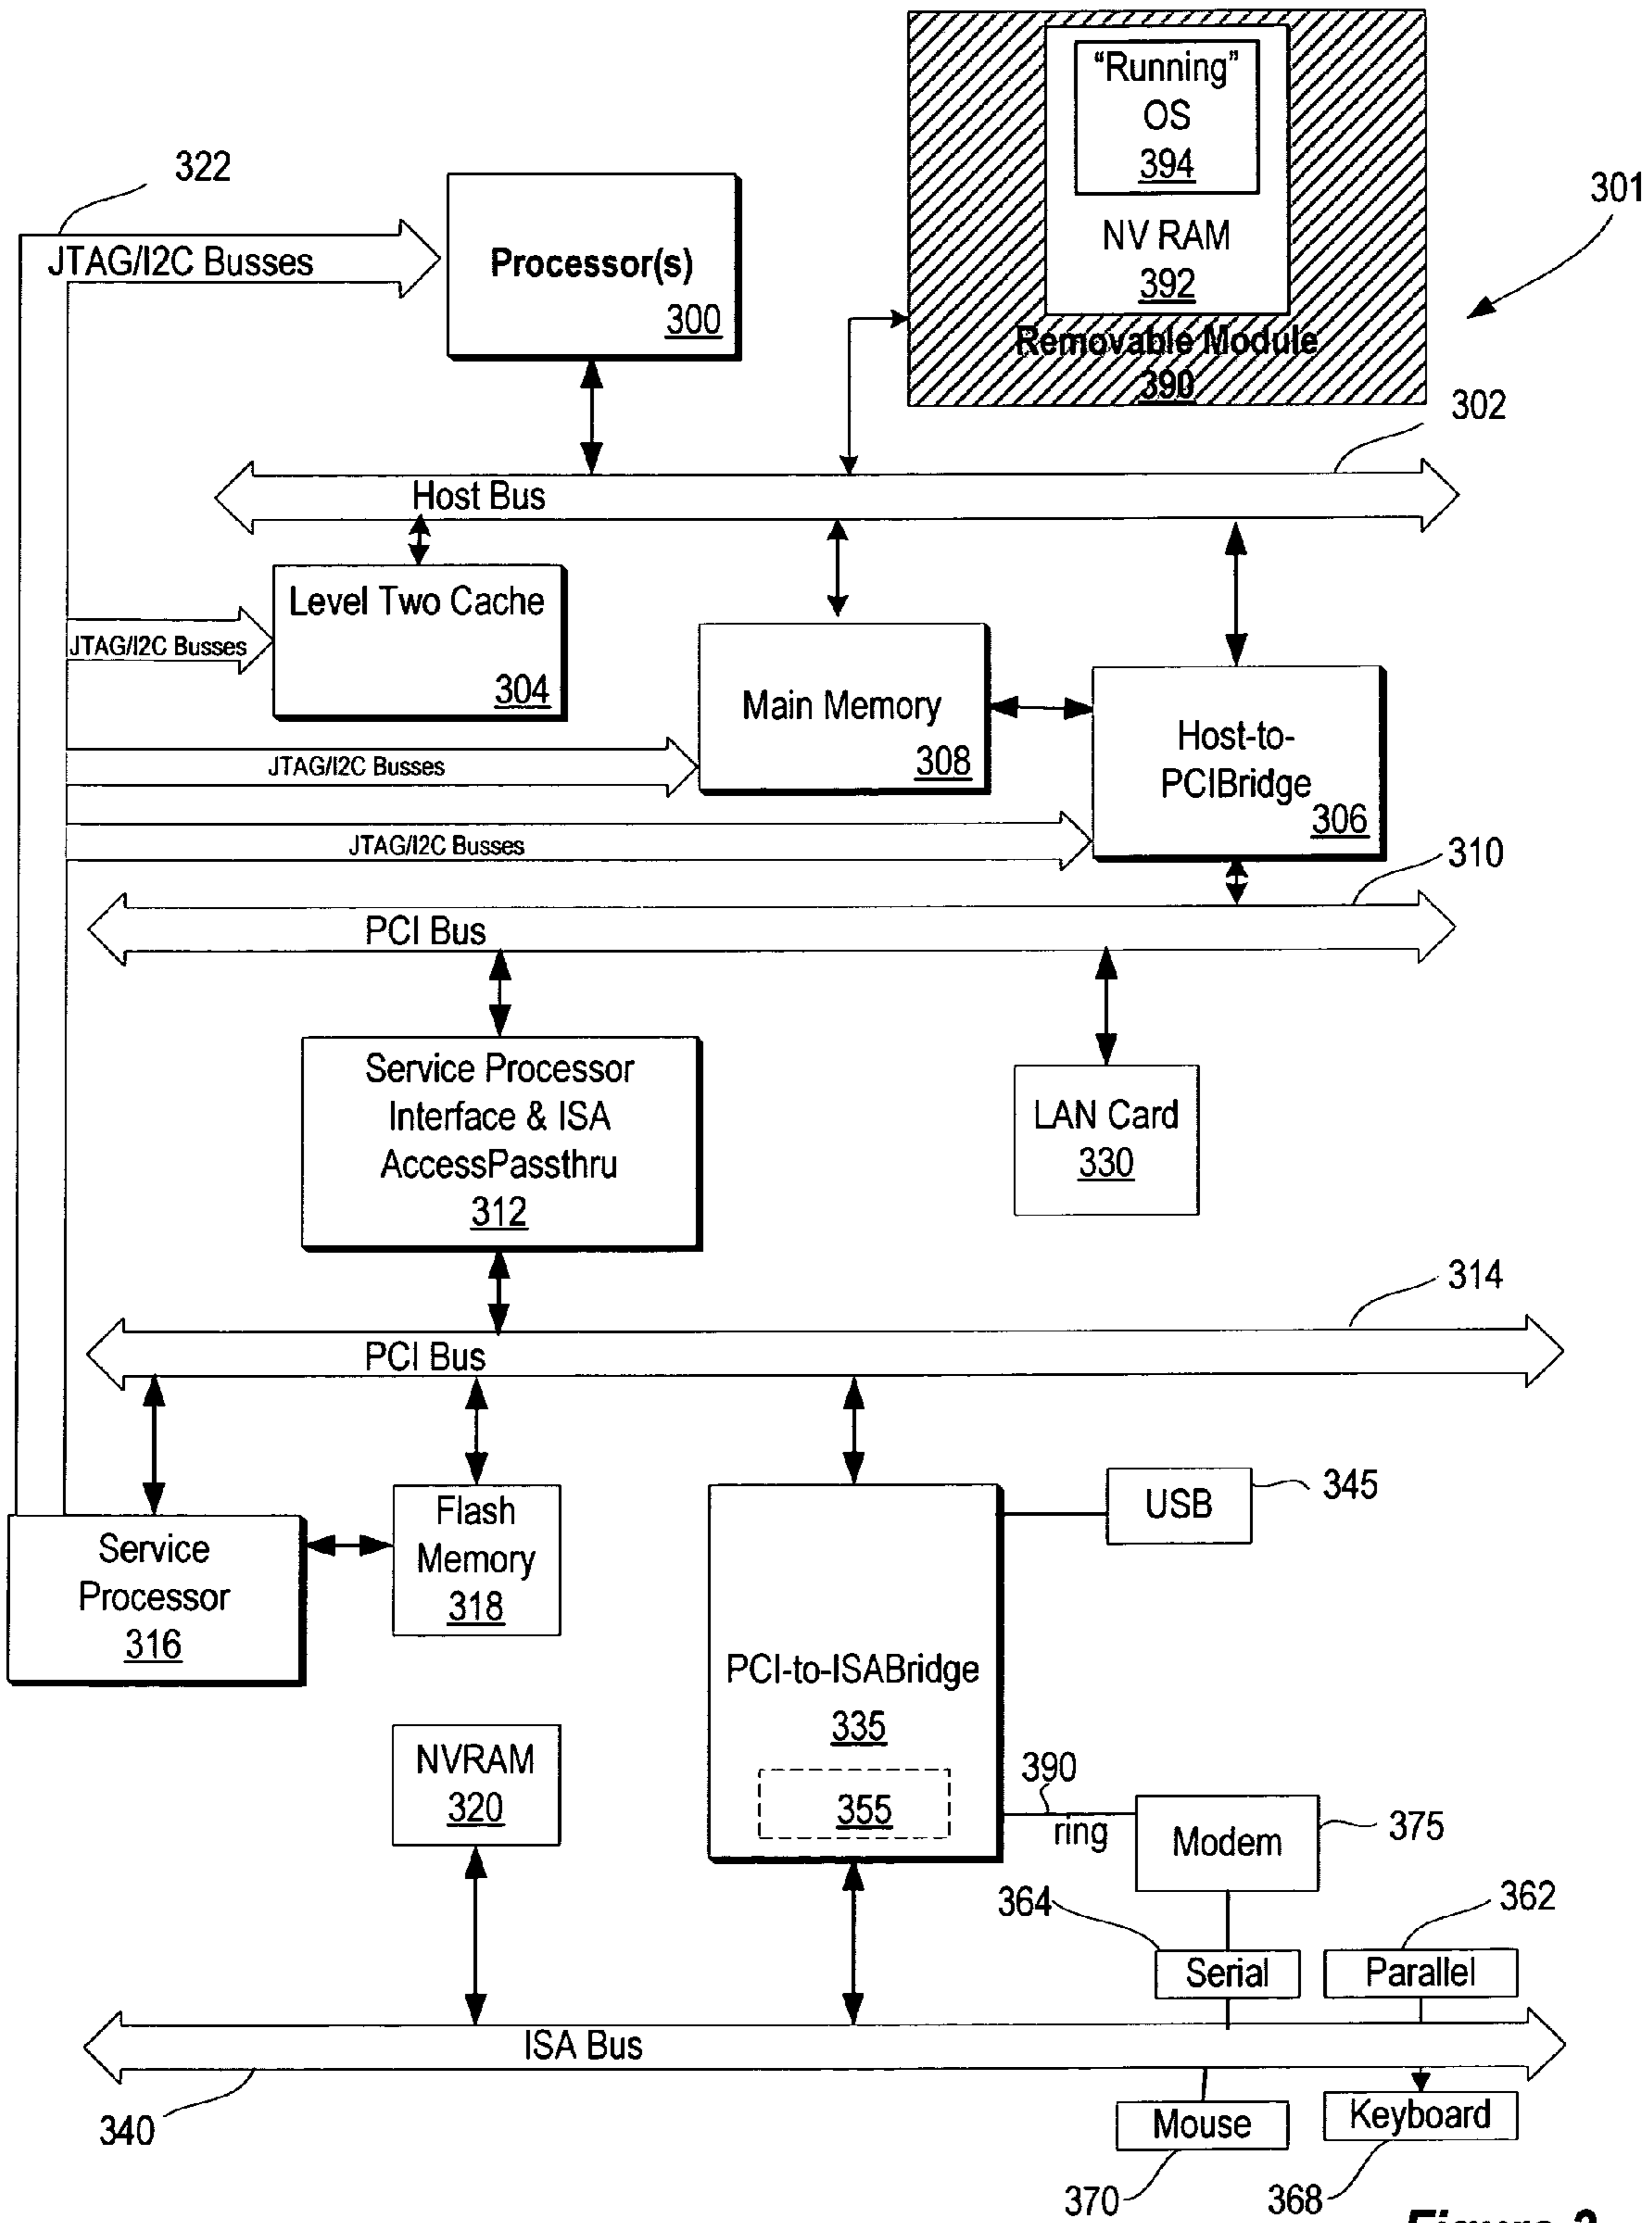 "Running"
OS
394
NV RAM
392
Removable Module
390
301
322
JTAG/I2C Busses
Processor(s)
300
302
Host Bus
Level Two Cache
304
JTAG/I2C Busses
Main Memory
308
JTAG/I2C Busses
Host-to-
PCIBridge
306
JTAG/I2C Busses
310
PCI Bus
Service Processor
Interface & ISA
AccessPassthru
312
LAN Card
330
314
PCI Bus
Service
Processor
316
Flash
Memory
318
USB
345
PCI-to-ISABridge
335
355
NVRAM
320
390
ring
Modem
375
364
Serial
362
Parallel
ISA Bus
340
Mouse
370
Keyboard
368